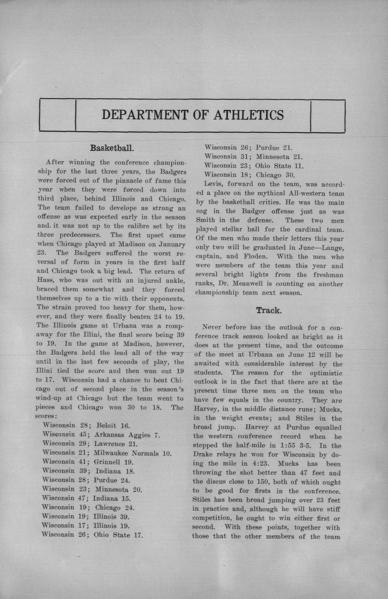 DEPARTMENT OF ATHLETICS
Basketball.
After winning the conference champion-
ship for the last three years, the Badgers
were forced out of the pinnacle of fame this
year when they were forced down into
third place, behind Illinois and Chicago.
The team failed to develope as strong an
offense as was expected early in the season
and it was not up to the calibre set by its
three predecessors. The first upset came
when Chicago played at Madison on January
23. The Badgers suffered the worst re-
versal of form in years in the first half
and Chicago took a big lead. The return of
Haas, who was out with an injured ankle,
braced them somewhat and they forced
themselves up to a tie with their opponents.
The strain proved too heavy for them, how-
ever, and they were finally beaten 24 to 19.
The Illinois game at Urbana was a romp-
away for the Illini, the final score being 39
to 19. In the game at Madison, however,
the Badgers held the lead all of the way
until in the last few seconds of play, the
Illini tied the score and then won out 19
to 17. Wisconsin had a chance to beat Chi-
cago out of second place in the season's
wind-up at Chicago but the team went to
pieces and Chicago won 30 to 18. The
scores:
Wisconsin 28; Beloit 16.
Wisconsin 45; Arkansas Aggies 7.
Wisconsin 29; Lawrence 21.
Wisconsin 21; Milwaukee Normals 10.
Wisconsin 41; Grinnell 19.
Wisconsin 39; Indiana 18.
Wisconsin 28; Purdue 24.
Wisconsin 23; Minnesota 20.
Wisconsin 47; Indiana 15.
Wisconsin 19; Chicago 24.
Wisconsin 19; Illinois 39.
Wisconsin 17; Illinois 19.
Wisconsin 26; Ohio State 17.
Wisconsin 26; Purdue 21.
Wisconsin 31; Minnesota 21.
Wisconsin 23; Ohio State 11.
Wisconsin 18; Chicago 30.
Levis, forward on the team, was accord-
ed a place on the mythical All-western team
by the basketball critics. He was the main
cog in the Badger offense just as was
Smith in the defense. These two men
played stellar ball for the cardinal team.
Of the men who made their letters this year
only two will be graduated in June—Lange,
captain, and Floden. With the men who
were members of the team this year and
several bright lights from the freshman
ranks, Dr. Meanwell is counting on another
championship team next season.
Track.
Never before has the outlook for a con-
ference track season looked as bright as it
does at the present time, and the outcome
of the meet at Urbana on June 12 will be
awaited with considerable interest by the
students. The reason for the optimistic
outlook is in the fact that there are at the
present time three men on the team who
have few equals in the country. They are
Harvey, in the middle distance runs; Mucks,
in the weight events; and Stiles in the
broad jump. Harvey at Purdue equalled
the western conference record when he
stepped the half-mile in 1:55 3-5. In the
Drake relays he won for Wisconsin by do-
ing the mile in 4:23. Mucks has been
throwing the shot better than 47 feet and
the discus close to 150, both of which ought
to be good for firsts in the conference.
Stiles has been broad jumping over 23 feet
in practice and, although he will have stiff
competition, he ought to win either first or
second. With these points, together with
those that the other members of the team